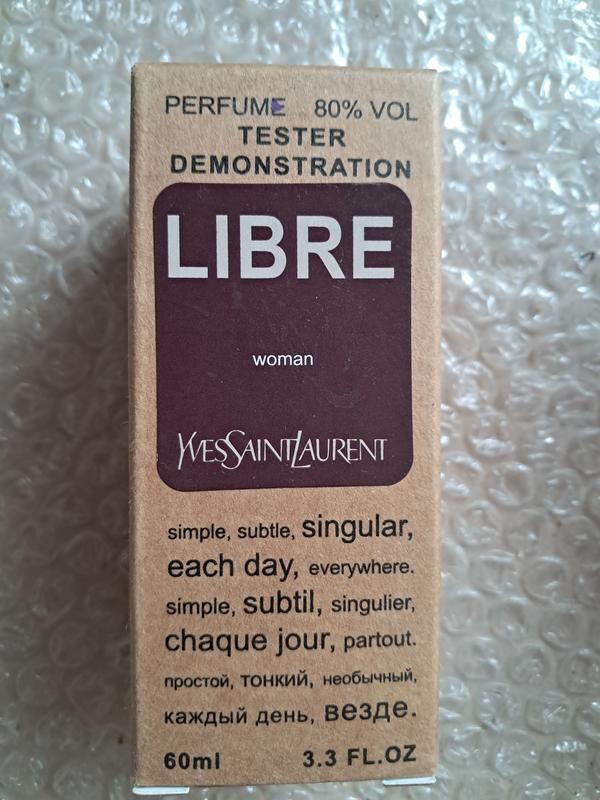 PERFUME 80% VOL
TESTER
DEMONSTRATION
LIBRE
woman
YVESSAINTLAURENT
simple, subtle, singular,
each day, everywhere.
simple, subtil, singulier,
chaque jour, partout.
простой, тонкий, необычный,
каждый день, везде.
60ml 3.3 FL.OZ